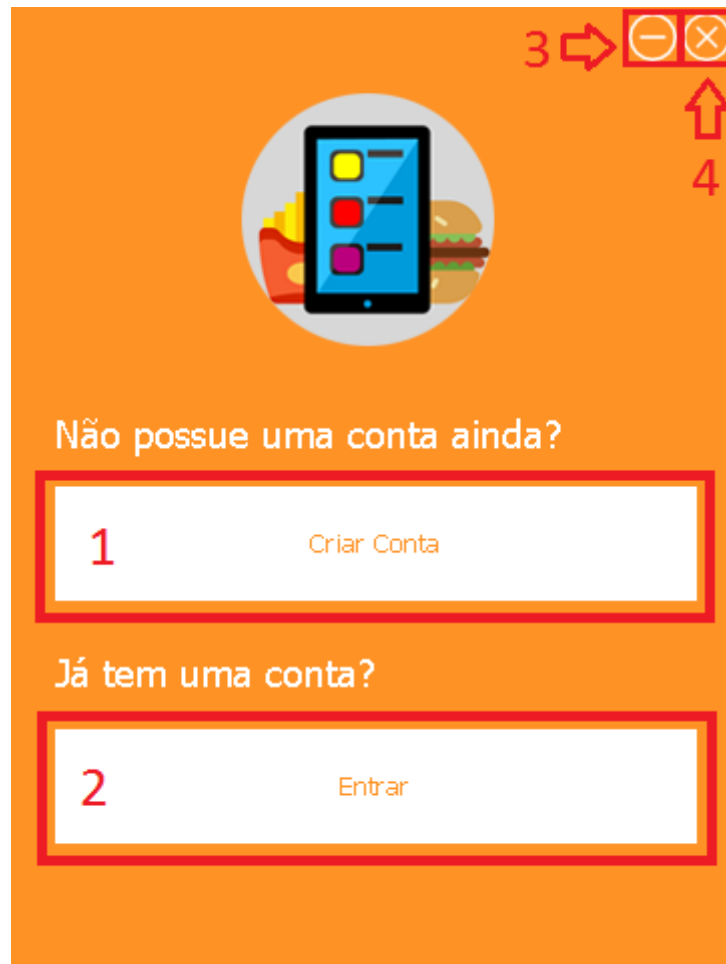 3
4
Não possue uma conta ainda?
1 Criar Conta
Já tem uma conta?
2 Entrar